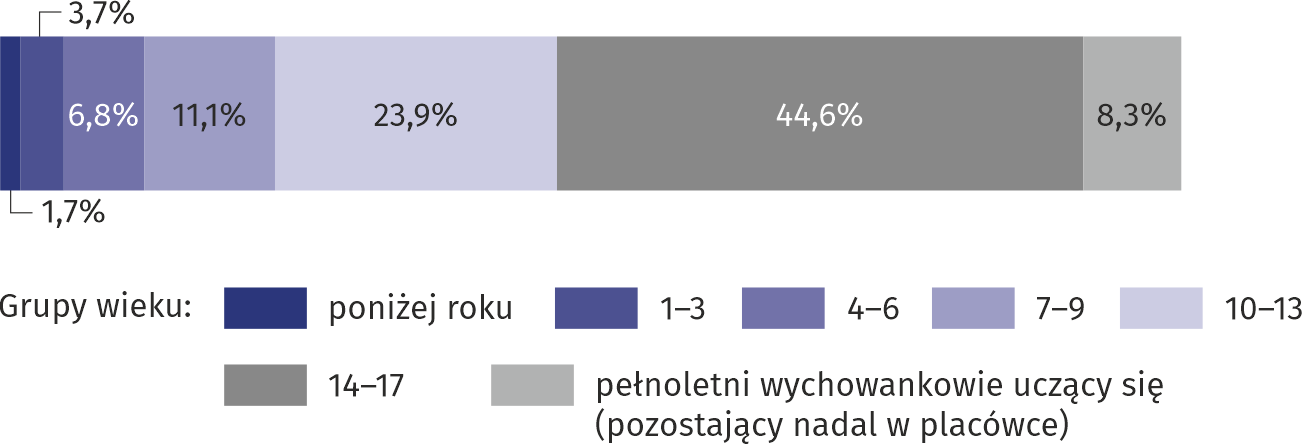 3,7%
6,8% 11,1% 23,9% 44,6% 8,3%
1,7%
Grupy wieku: poniżej roku 1–3 4–6 7–9 10–13
14–17 pełnoletni wychowankowie uczący się
(pozostający nadal w placówce)